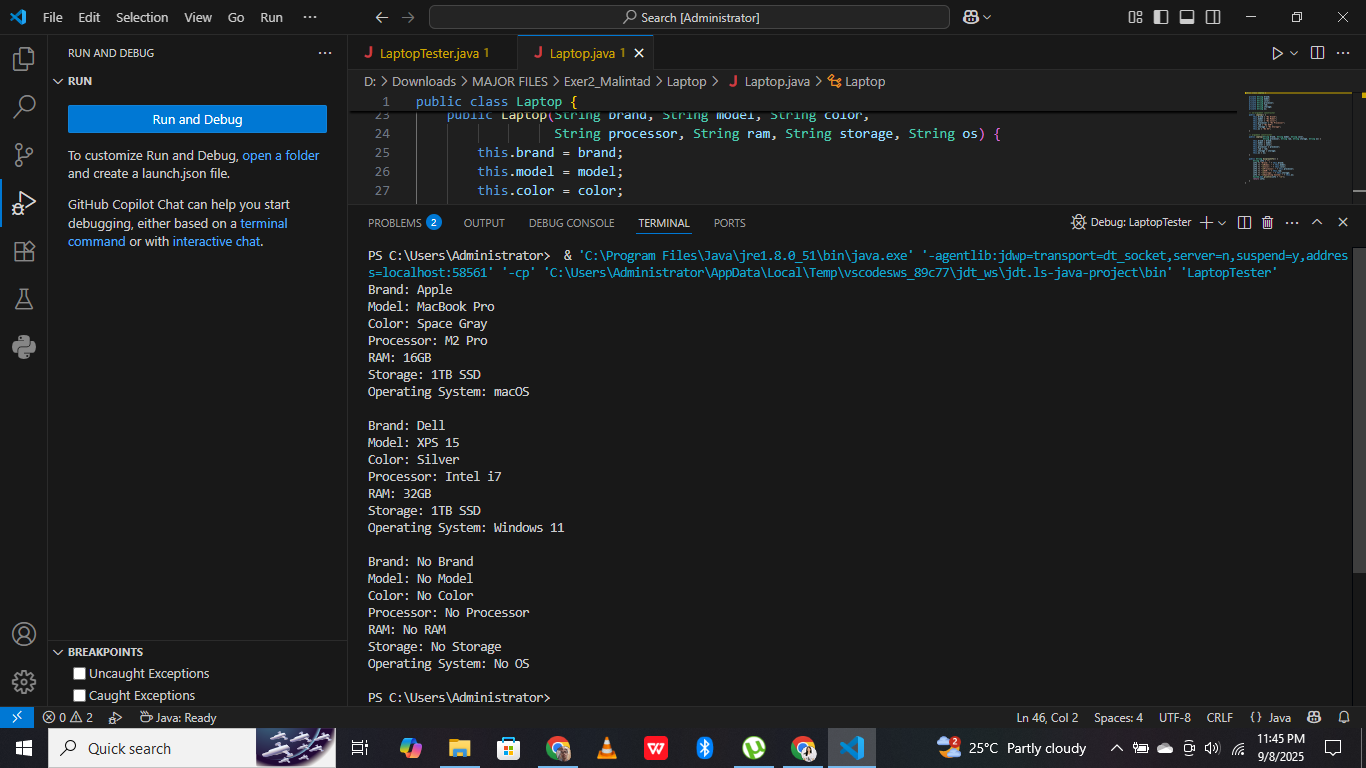 File Edit Selection View Go Run ··· Search [Administrator]
RUN AND DEBUG ···
RUN
Run and Debug
To customize Run and Debug, open a folder
and create a launch.json file.
GitHub Copilot Chat can help you start
debugging, either based on a terminal
command or with interactive chat.
BREAKPOINTS
Uncaught Exceptions
Caught Exceptions
J LaptopTester.java 1 J Laptop.java 1
D: > Downloads > MAJOR FILES > Exer2_Malintad > Laptop > J Laptop.java > Laptop
1 public class Laptop {
23 public Laptop(String brand, String model, String color,
24 String processor, String ram, String storage, String os) {
25 this.brand = brand;
26 this.model = model;
27 this.color = color;
PROBLEMS 2 OUTPUT DEBUG CONSOLE TERMINAL PORTS Debug: LaptopTester
PS C:\Users\Administrator>  & 'C:\Program Files\Java\jre1.8.0_51\bin\java.exe' '-agentlib:jdwp=transport=dt_socket,server=n,suspend=y,addres
s=localhost:58561' '-cp' 'C:\Users\Administrator\AppData\Local\Temp\vscodesws_89c77\jdt_ws\jdt.ls-java-project\bin' 'LaptopTester'
Brand: Apple
Model: MacBook Pro
Color: Space Gray
Processor: M2 Pro
RAM: 16GB
Storage: 1TB SSD
Operating System: macOS
Brand: Dell
Model: XPS 15
Color: Silver
Processor: Intel i7
RAM: 32GB
Storage: 1TB SSD
Operating System: Windows 11
Brand: No Brand
Model: No Model
Color: No Color
Processor: No Processor
RAM: No RAM
Storage: No Storage
Operating System: No OS
PS C:\Users\Administrator>
0 2 Java: Ready Ln 46, Col 2 Spaces: 4 UTF-8 CRLF {} Java
Quick search 2 25°C Partly cloudy 11:45 PM
9/8/2025